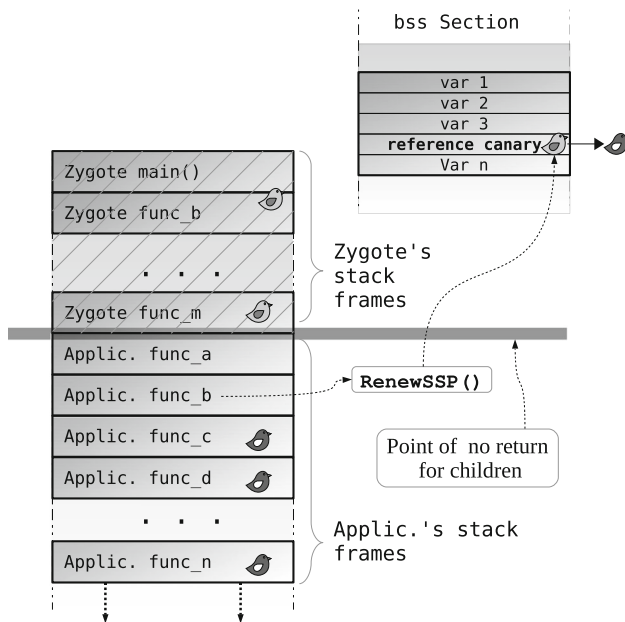 bss Section
var 1
var 2
var 3
reference canary
Var n
Zygote main()
Zygote func_b
. . .
Zygote func_m
Zygote's
stack
frames
Applic. func_a
Applic. func_b
RenewSSP()
Applic. func_c
Applic. func_d
Point of no return
for children
. . .
Applic. func_n
Applic.'s stack
frames